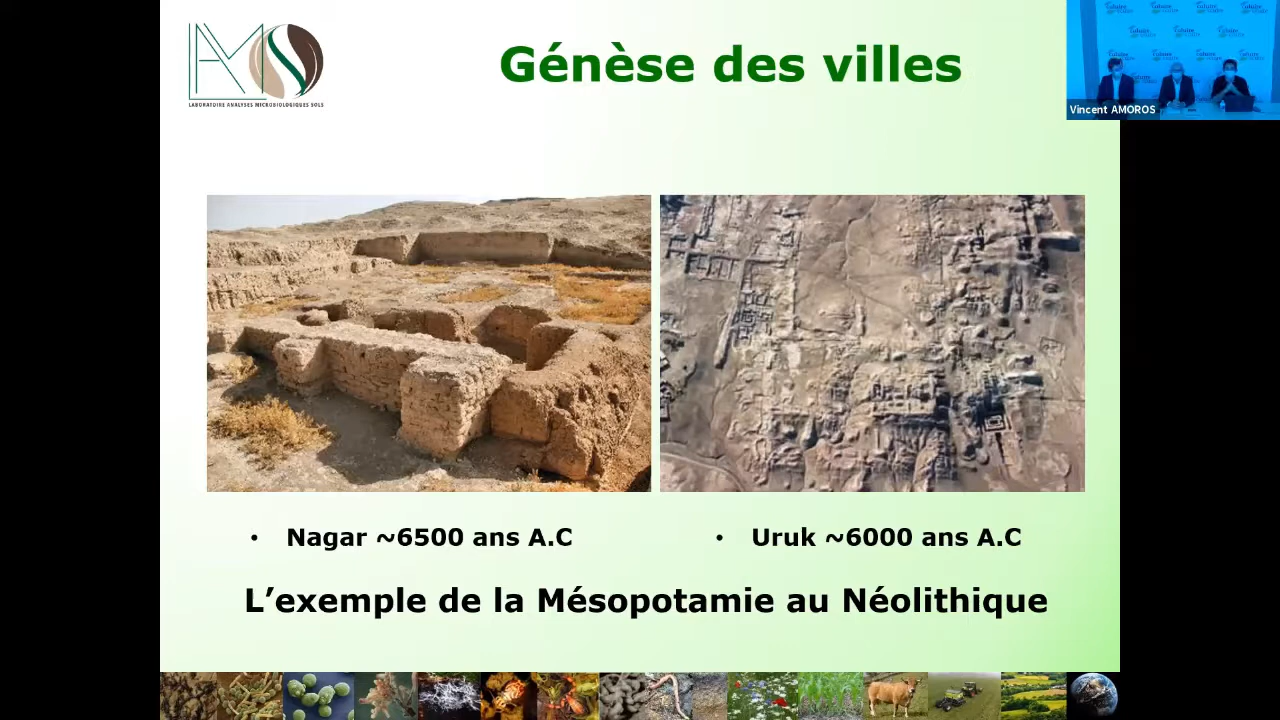 LABORATOIRE ANALYSES MICROBIOLOGIQUES SOLS
Génèse des villes
Vincent AMOROS
• Nagar ~6500 ans A.C
• Uruk ~6000 ans A.C
L’exemple de la Mésopotamie au Néolithique